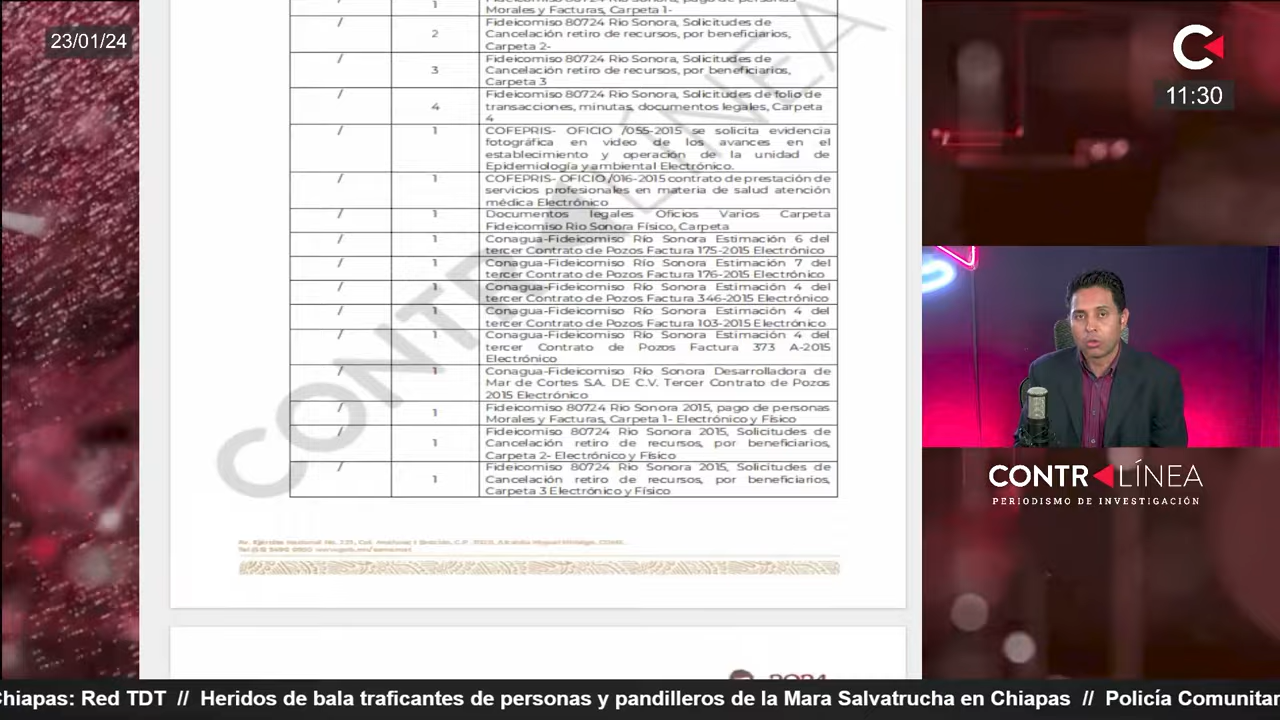 23/01/24
11:30
/ 1
Morales y Facturas, Carpeta 1-
/ 2 Fideicomiso 80724 Rio Sonora, Solicitudes de
Cancelación retiro de recursos, por beneficiarios,
Carpeta 2-
/ 3 Fideicomiso 80724 Rio Sonora, Solicitudes de
Cancelación retiro de recursos, por beneficiarios,
Carpeta 3
/ 4 Fideicomiso 80724 Rio Sonora, Solicitudes de folio de
transacciones, minutas, documentos legales, Carpeta
4
/ 1 COFEPRIS- OFICIO /055-2015 se solicita evidencia
fotográfica en video de los avances en el
establecimiento y operación de la unidad de
Epidemiología y ambiental Electrónico.
/ 1 COFEPRIS- OFICIO /016-2015 contrato de prestación de
servicios profesionales en materia de salud atención
médica Electrónico
/ 1 Documentos legales Oficios Varios Carpeta
Fideicomiso Rio Sonora Físico, Carpeta
/ 1 Conagua-Fideicomiso Río Sonora Estimación 6 del
tercer Contrato de Pozos Factura 175-2015 Electrónico
/ 1 Conagua-Fideicomiso Río Sonora Estimación 7 del
tercer Contrato de Pozos Factura 176-2015 Electrónico
/ 1 Conagua-Fideicomiso Río Sonora Estimación 4 del
tercer Contrato de Pozos Factura 346-2015 Electrónico
/ 1 Conagua-Fideicomiso Río Sonora Estimación 4 del
tercer Contrato de Pozos Factura 103-2015 Electrónico
/ 1 Conagua-Fideicomiso Río Sonora Estimación 4 del
tercer Contrato de Pozos Factura 373 A-2015
Electrónico
/ 1 Conagua-Fideicomiso Río Sonora Desarrolladora de
Mar de Cortes S.A. DE C.V. Tercer Contrato de Pozos
2015 Electrónico
/ 1 Fideicomiso 80724 Rio Sonora 2015, pago de personas
Morales y Facturas, Carpeta 1- Electrónico y Físico
/ 1 Fideicomiso 80724 Rio Sonora 2015, Solicitudes de
Cancelación retiro de recursos, por beneficiarios,
Carpeta 2- Electrónico y Físico
/ 1 Fideicomiso 80724 Rio Sonora 2015, Solicitudes de
Cancelación retiro de recursos, por beneficiarios,
Carpeta 3 Electrónico y Físico
CONTRALÍNEA
CONTRALÍNEA
PERIODISMO DE INVESTIGACIÓN
Chiapas: Red TDT // Heridos de bala traficantes de personas y pandilleros de la Mara Salvatrucha en Chiapas // Policía